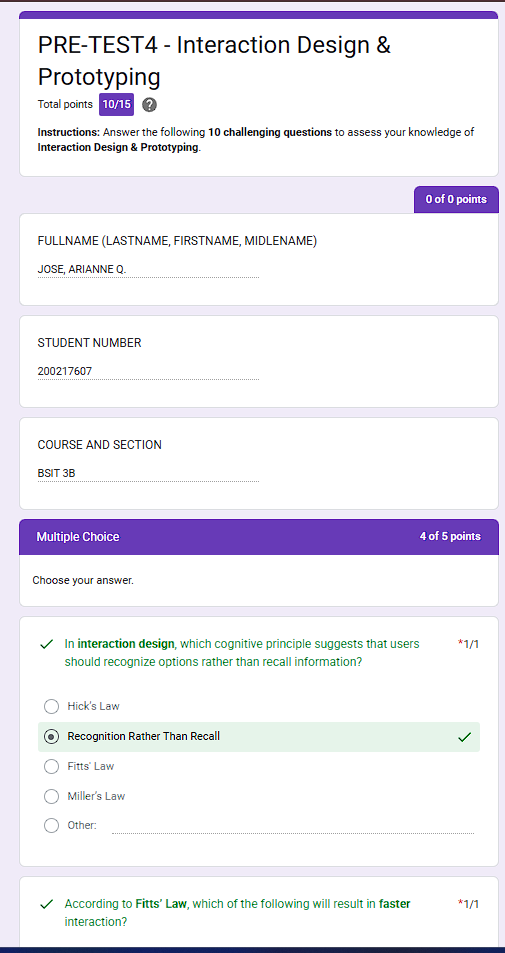 PRE-TEST4 - Interaction Design &
Prototyping
Total points 10/15 ?
Instructions: Answer the following 10 challenging questions to assess your knowledge of
Interaction Design & Prototyping.
0 of 0 points
FULLNAME (LASTNAME, FIRSTNAME, MIDLENAME)
JOSE, ARIANNE Q.
STUDENT NUMBER
200217607
COURSE AND SECTION
BSIT 3B
Multiple Choice 4 of 5 points
Choose your answer.
In interaction design, which cognitive principle suggests that users *1/1
should recognize options rather than recall information?
Hick's Law
Recognition Rather Than Recall
Fitts' Law
Miller's Law
Other:
According to Fitts' Law, which of the following will result in faster *1/1
interaction?